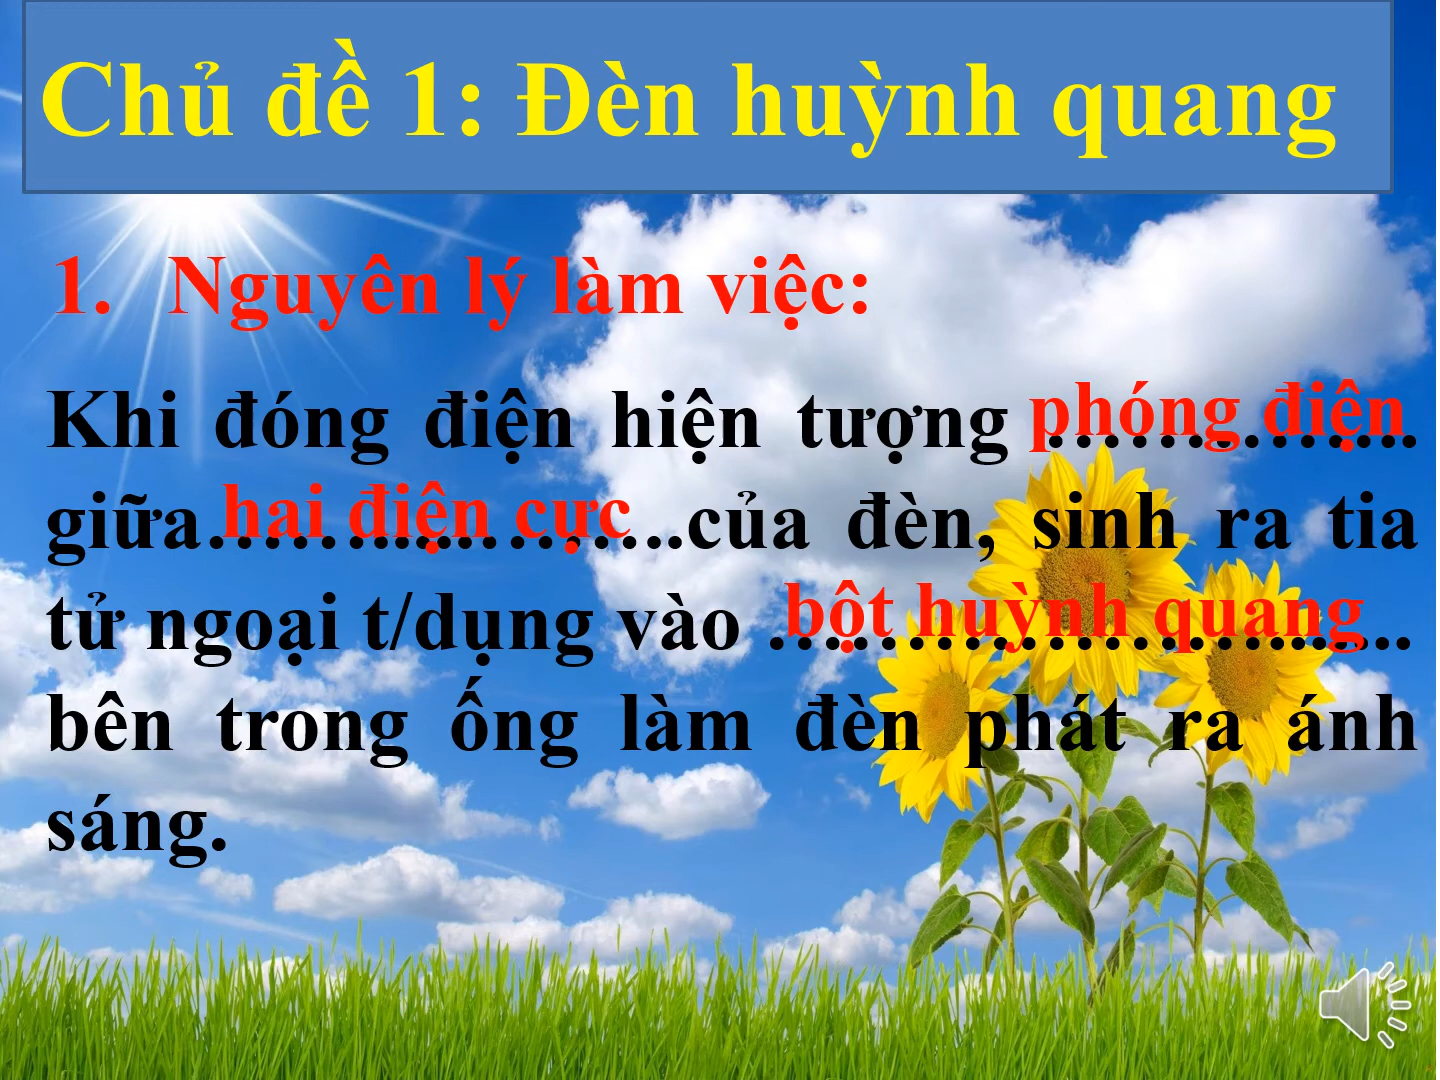 Chủ đề 1: Đèn huỳnh quang
1. Nguyên lý làm việc:
Khi đóng điện hiện tượng phóng điện
giữa hai điện cực của đèn, sinh ra tia
tử ngoại t/dụng vào bột huỳnh quang
bên trong ống làm đèn phát ra ánh
sáng.